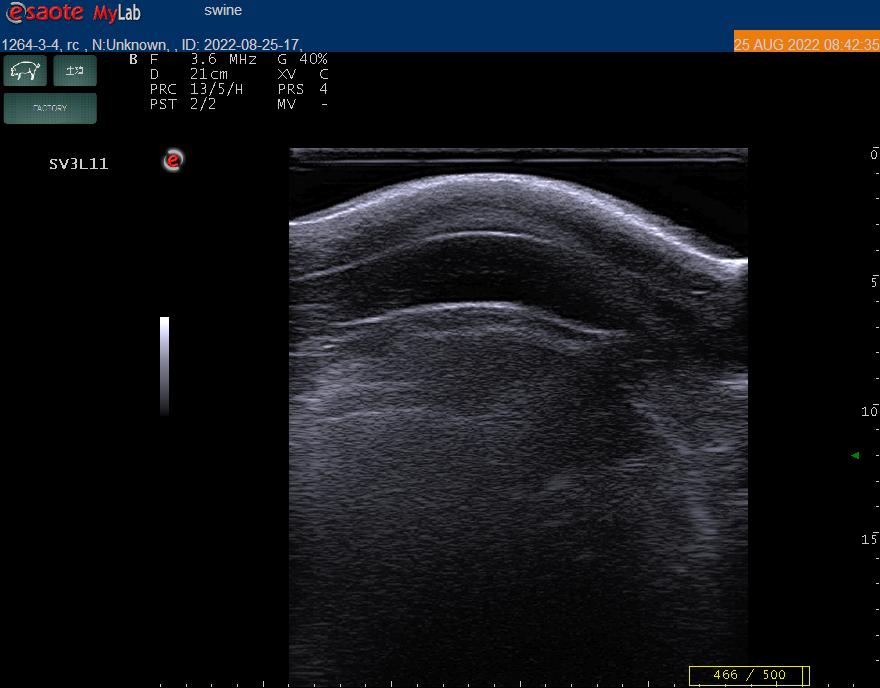 esaote MyLab
swine
1264-3-4, rc , N:Unknown, , ID: 2022-08-25-17,
25 AUG 2022 08:42:35
B F 3.6 MHz G 40%
D 21cm XV C
PRC 13/5/H PRS 4
PST 2/2 MV -
土猪
FACTORY
SV3L11
e
0
5
10
15
466 / 500